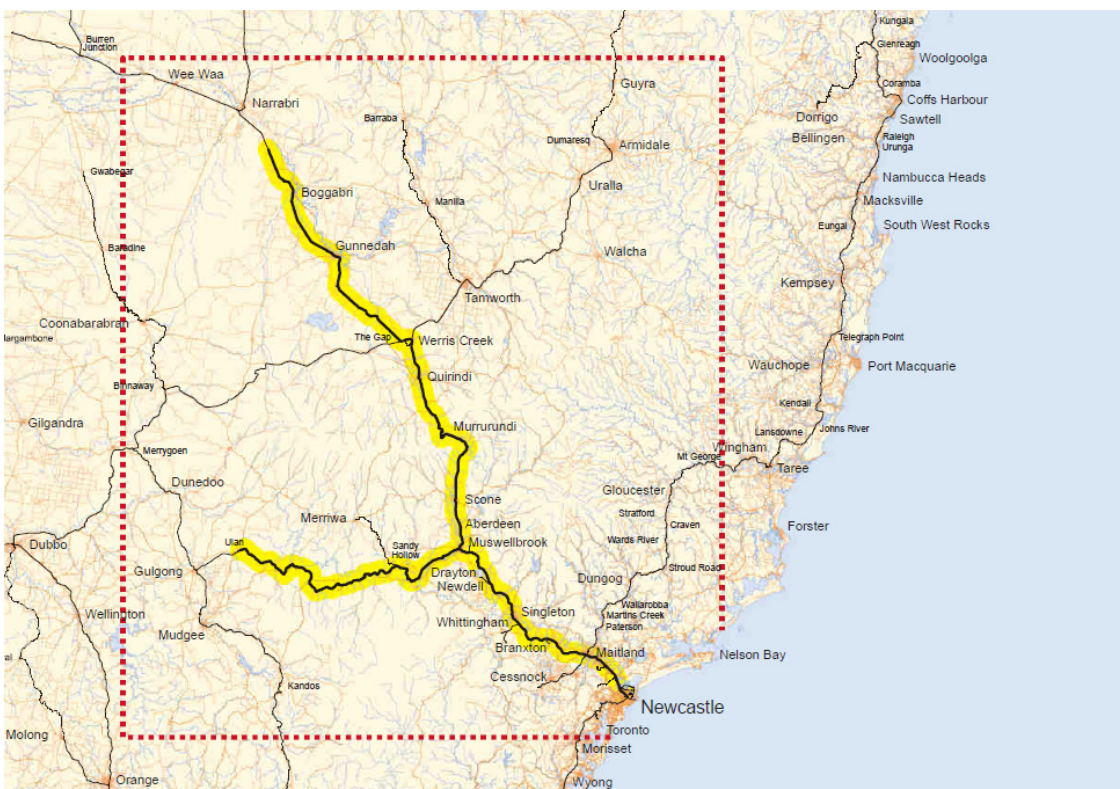 Kungala
Burren
Junction
Glenreagh
Woolgoolga
Wee Waa
Guyra
Coramba
Narrabri
Coffs Harbour
Barraba
Dorrigo
Sawtell
Dumaresq
Armidale
Bellingen
Raleigh
Urunga
Gwabegar
Uralla
Nambucca Heads
Boggabri
Manilla
Macksville
Eungai
South West Rocks
Baradine
Gunnedah
Walcha
Kempsey
Tamworth
Coonabarabran
Telegraph Point
The Gap
Werris Creek
Wauchope
Port Macquarie
Quirindi
Binnaway
Kendall
Gilgandra
Murrurundi
Johns River
Lansdowne
Merrygoen
Wingham
Mt George
Taree
Dunedoo
Gloucester
Scone
Stratford
Merriwa
Aberdeen
Craven
Forster
Ulan
Sandy
Hollow
Muswellbrook
Wards River
Dubbo
Gulgong
Drayton
Newdell
Dungog
Stroud Road
Wallarobba
Wellington
Singleton
Martins Creek
Whittingham
Paterson
Mudgee
Branxton
Maitland
Nelson Bay
Cessnock
Kandos
Newcastle
Toronto
Molong
Morisset
Orange
Wyong